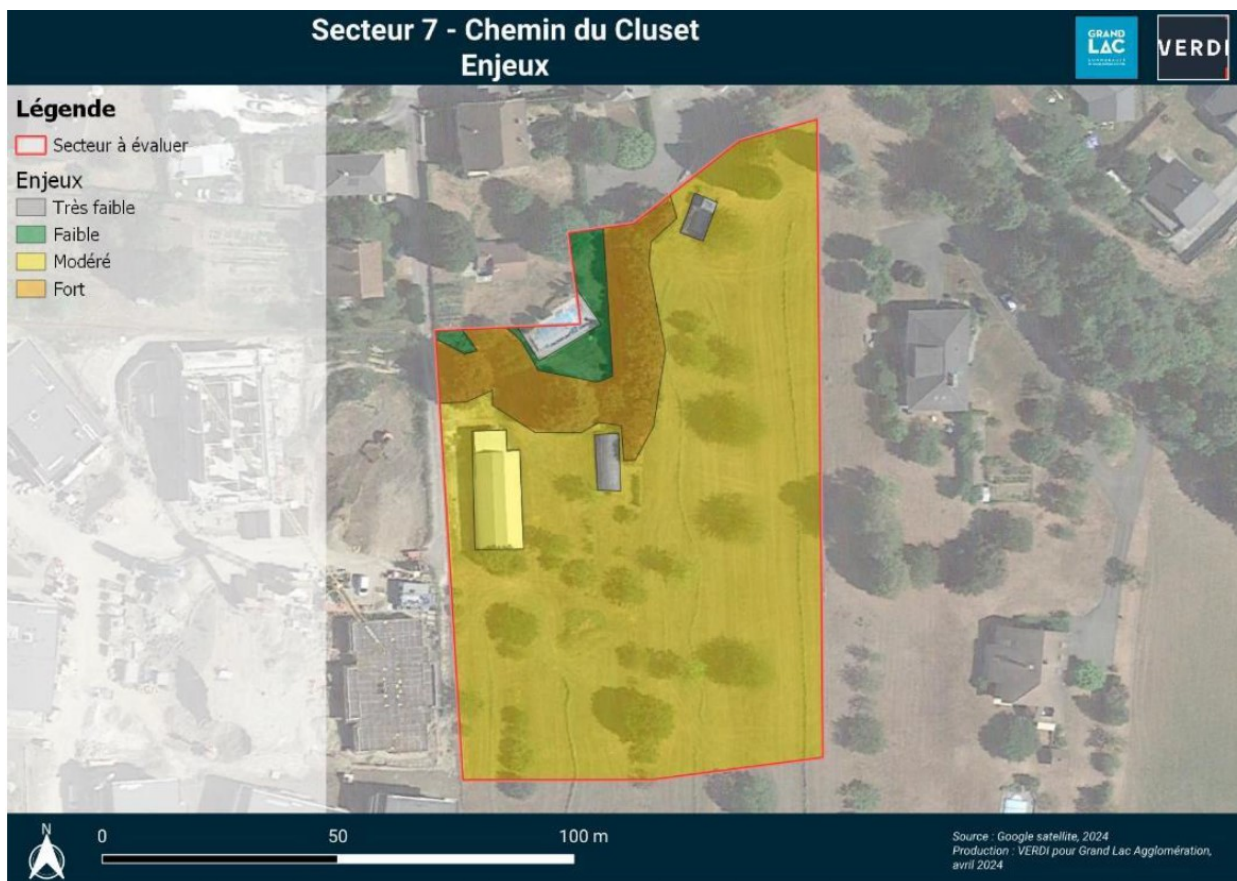 Secteur 7 - Chemin du Cluset
Enjeux
GRAND
LAC
VERDI
Légende
Secteur à évaluer
Enjeux
Très faible
Faible
Modéré
Fort
N
0 50 100 m
Source : Google satellite, 2024
Production : VERDI pour Grand Lac Agglomération,
avril 2024